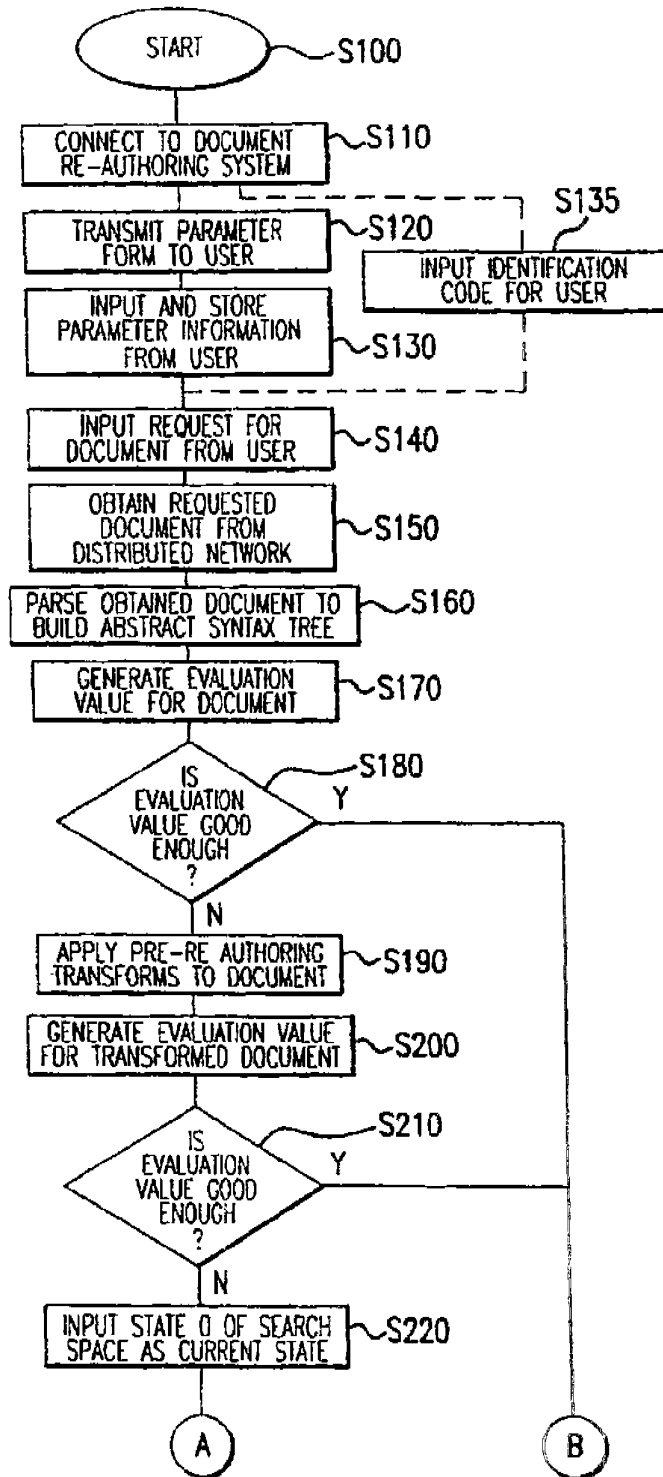 START
S100
CONNECT TO DOCUMENT
RE-AUTHORING SYSTEM
S110
TRANSMIT PARAMETER
FORM TO USER
S120
S135
INPUT IDENTIFICATION
CODE FOR USER
INPUT AND STORE
PARAMETER INFORMATION
FROM USER
S130
INPUT REQUEST FOR
DOCUMENT FROM USER
S140
OBTAIN REQUESTED
DOCUMENT FROM
DISTRIBUTED NETWORK
S150
PARSE OBTAINED DOCUMENT TO
BUILD ABSTRACT SYNTAX TREE
S160
GENERATE EVALUATION
VALUE FOR DOCUMENT
S170
IS
EVALUATION
VALUE GOOD
ENOUGH
?
S180
Y
N
APPLY PRE-RE AUTHORING
TRANSFORMS TO DOCUMENT
S190
GENERATE EVALUATION VALUE
FOR TRANSFORMED DOCUMENT
S200
IS
EVALUATION
VALUE GOOD
ENOUGH
?
S210
Y
N
INPUT STATE 0 OF SEARCH
SPACE AS CURRENT STATE
S220
A
B